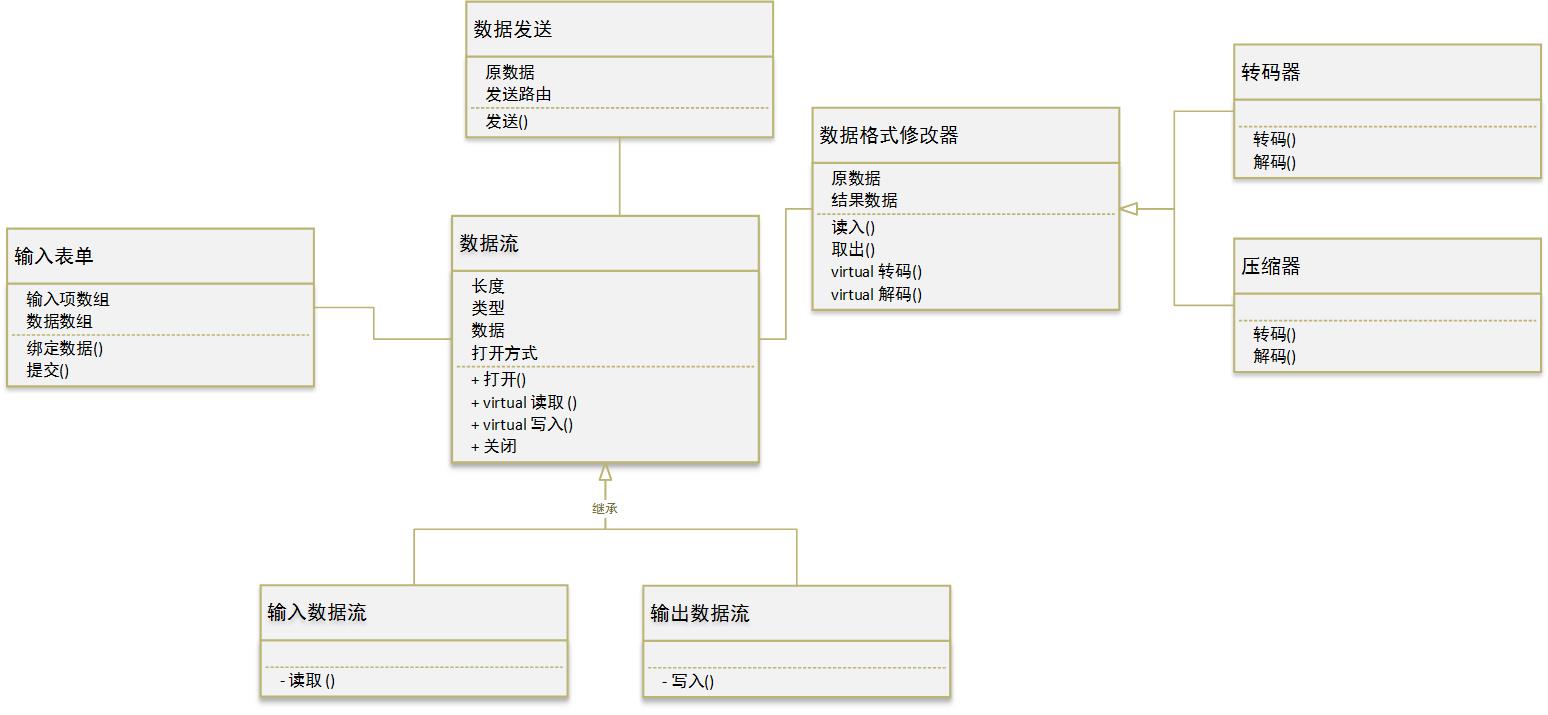 数据发送
原数据
发送路由
发送()
转码器
转码()
解码()
数据格式修改器
原数据
结果数据
读入()
取出()
virtual 转码()
virtual 解码()
输入表单
输入项数组
数据数组
绑定数据()
提交()
数据流
长度
类型
数据
打开方式
+ 打开()
+ virtual 读取 ()
+ virtual 写入()
+ 关闭
压缩器
转码()
解码()
继承
输入数据流
- 读取 ()
输出数据流
- 写入()